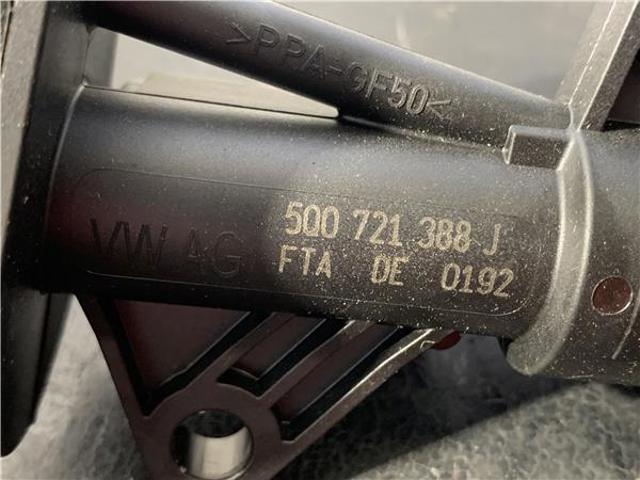 >PPA-GF50<
VW AG
5Q0 721 388 J
FTA DE 0192